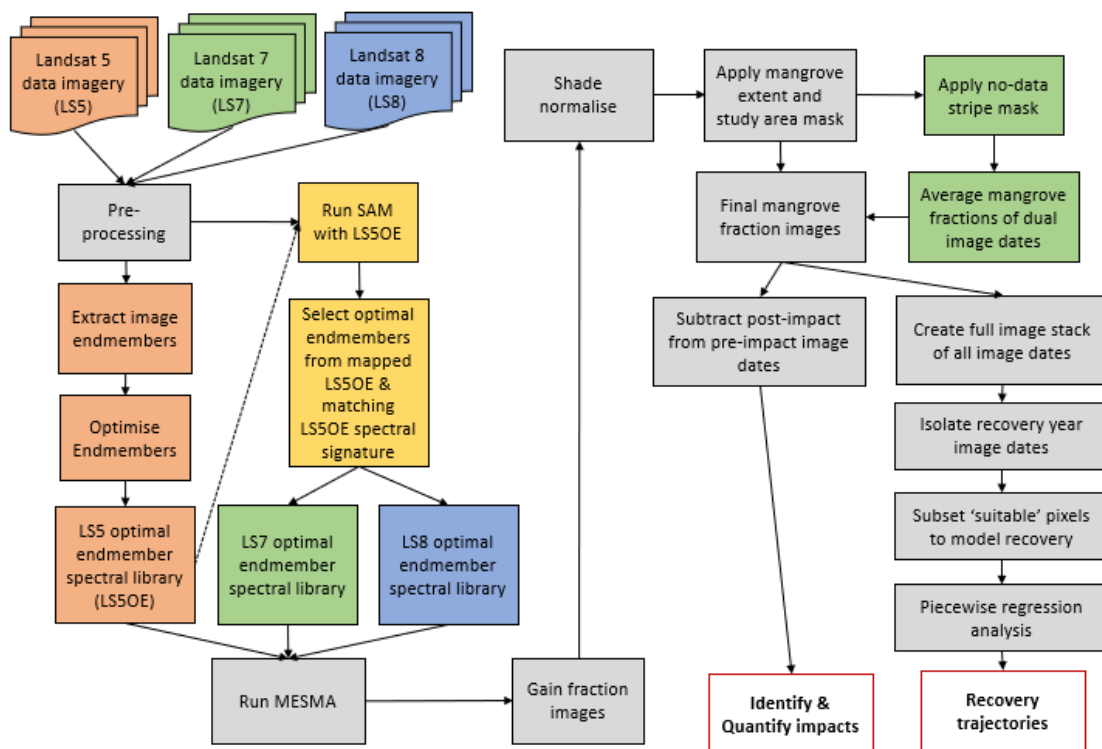 Landsat 5
data imagery
(LS5)
Landsat 7
data imagery
(LS7)
Landsat 8
data imagery
(LS8)
Pre-
processing
Run SAM
with LS5OE
Extract image
endmembers
Select optimal
endmembers
from mapped
LS5OE &
matching
LS5OE spectral
signature
Optimise
Endmembers
LS5 optimal
endmember
spectral library
(LS5OE)
LS7 optimal
endmember
spectral library
LS8 optimal
endmember
spectral library
Run MESMA
Gain fraction
images
Shade
normalise
Apply mangrove
extent and
study area mask
Apply no-data
stripe mask
Final mangrove
fraction images
Average mangrove
fractions of dual
image dates
Subtract post-impact
from pre-impact image
dates
Create full image stack
of all image dates
Isolate recovery year
image dates
Subset ‘suitable’ pixels
to model recovery
Piecewise regression
analysis
Identify &
Quantify impacts
Recovery
trajectories